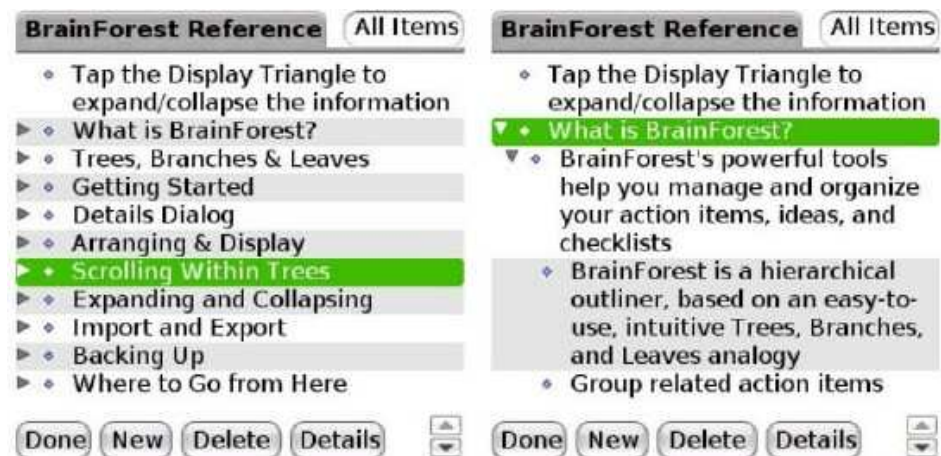 BrainForest Reference All Items
Tap the Display Triangle to
expand/collapse the information
What is BrainForest?
Trees, Branches & Leaves
Getting Started
Details Dialog
Arranging & Display
Scrolling Within Trees
Expanding and Collapsing
Import and Export
Backing Up
Where to Go from Here
Done New Delete Details
BrainForest Reference All Items
Tap the Display Triangle to
expand/collapse the information
What is BrainForest?
BrainForest's powerful tools
help you manage and organize
your action items, ideas, and
checklists
BrainForest is a hierarchical
outliner, based on an easy-to-
use, intuitive Trees, Branches,
and Leaves analogy
Group related action items
Done New Delete Details